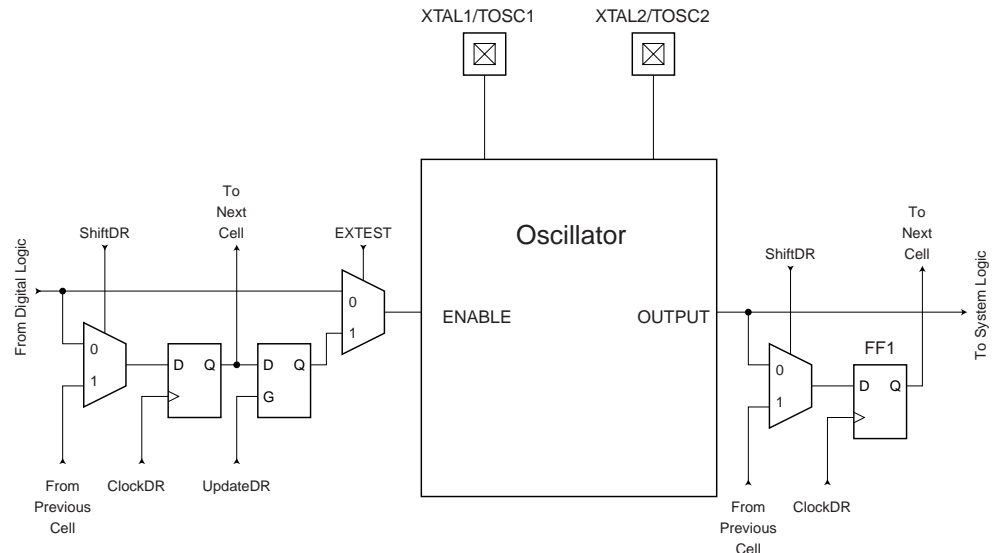 XTAL1/TOSC1
XTAL2/TOSC2
To
Next
Cell
ShiftDR
EXTEST
From Digital Logic
0
1
0
1
D Q
D Q
G
From
Previous
Cell
ClockDR
UpdateDR
Oscillator
ENABLE
OUTPUT
To
Next
Cell
ShiftDR
FF1
0
1
D Q
To System Logic
From
Previous
Cell
ClockDR